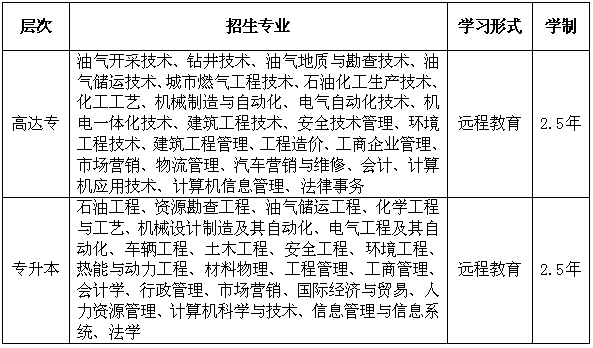 层次 招生专业 学习形式 学制
油气开采技术、钻井技术、油气地质与勘查技术、油
气储运技术、城市燃气工程技术、石油化工生产技术、
化工工艺、机械制造与自动化、电气自动化技术、机
高达专 电一体化技术、建筑工程技术、安全技术管理、环境 远程教育 2.5年
工程技术、建筑工程管理、工程造价、工商企业管理、
市场营销、物流管理、汽车营销与维修、会计、计算
机应用技术、计算机信息管理、法律事务
石油工程、资源勘查工程、油气储运工程、化学工程
与工艺、机械设计制造及其自动化、电气工程及其自
动化、车辆工程、土木工程、安全工程、环境工程、
专升本 热能与动力工程、材料物理、工程管理、工商管理、 远程教育 2.5年
会计学、行政管理、市场营销、国际经济与贸易、人
力资源管理、计算机科学与技术、信息管理与信息系
统、法学